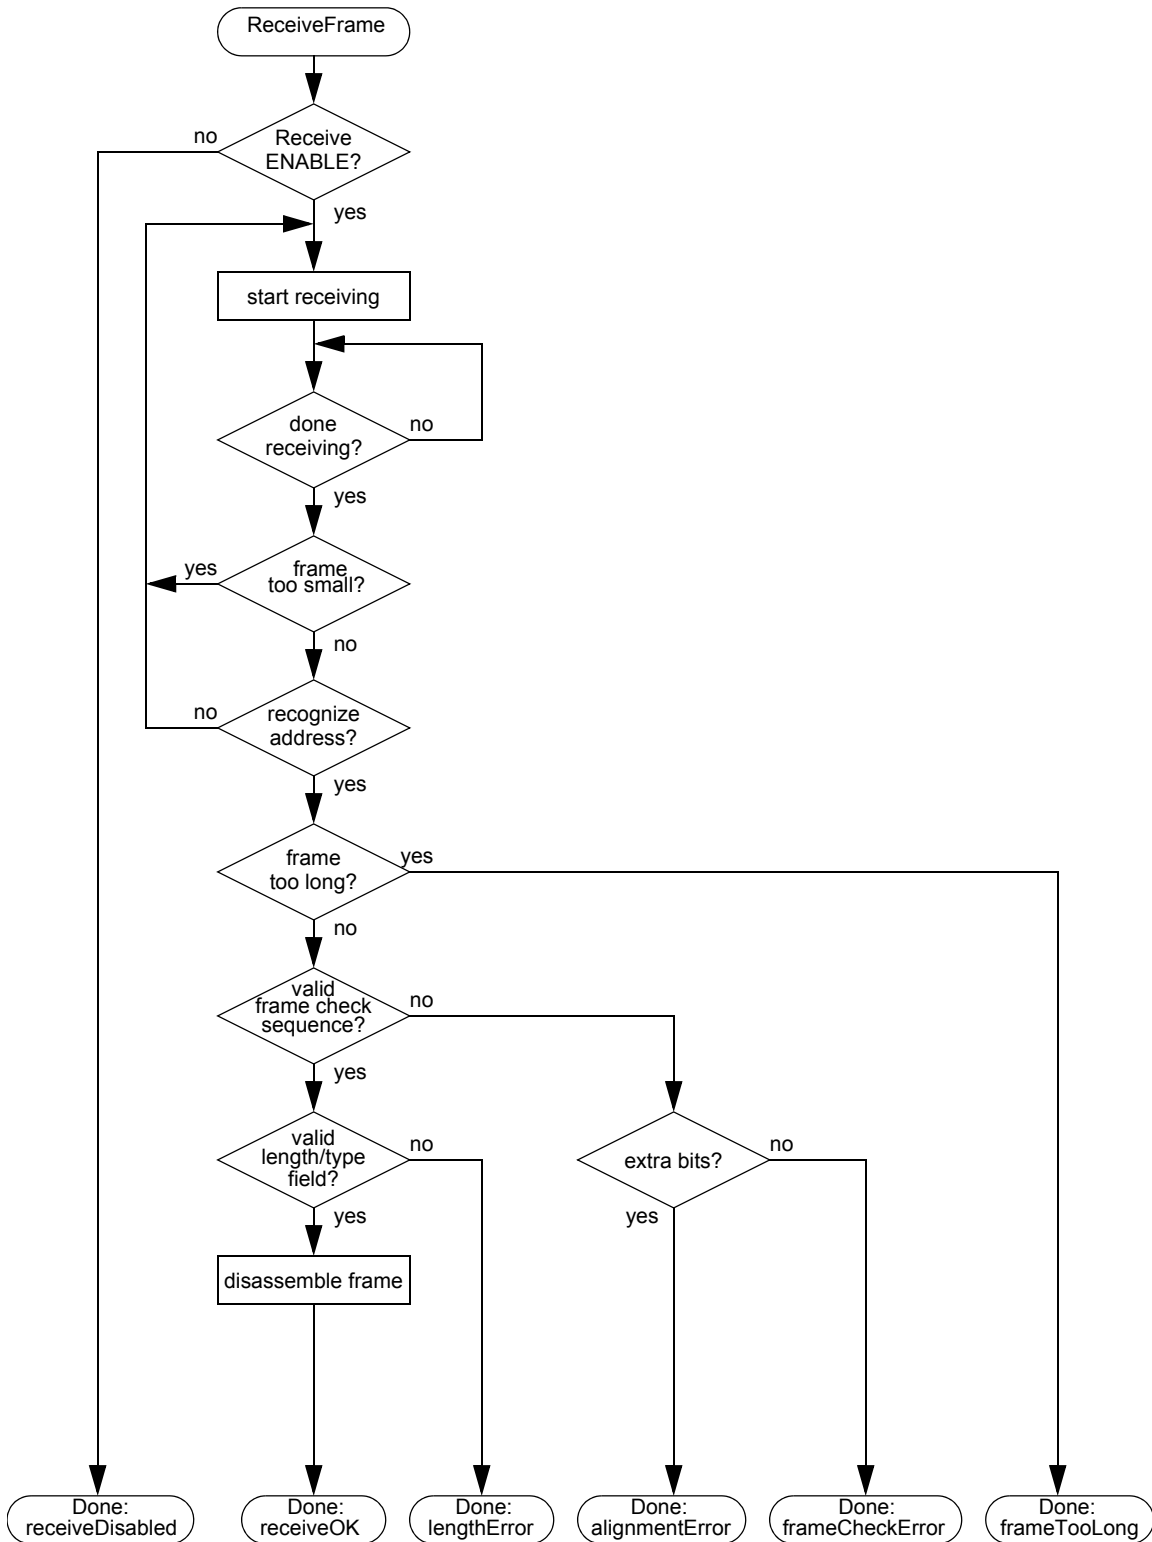 ReceiveFrame
no
Receive
ENABLE?
yes
start receiving
done
receiving?
no
yes
yes
frame
too small?
no
no
recognize
address?
yes
frame
too long?
yes
no
valid
frame check
sequence?
no
yes
valid
length/type
field?
no
extra bits?
no
yes
yes
disassemble frame
Done:
receiveDisabled
Done:
receiveOK
Done:
lengthError
Done:
alignmentError
Done:
frameCheckError
Done:
frameTooLong